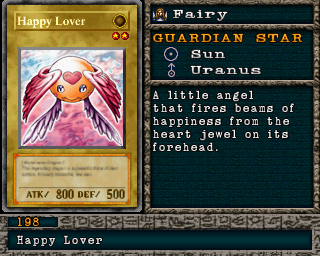 Happy Lover
ATK/ 800 DEF/ 500
Fairy
GUARDIAN STAR
Sun
Uranus
A little angel
that fires beams of
happiness from the
heart jewel on its
forehead.
198
Happy Lover